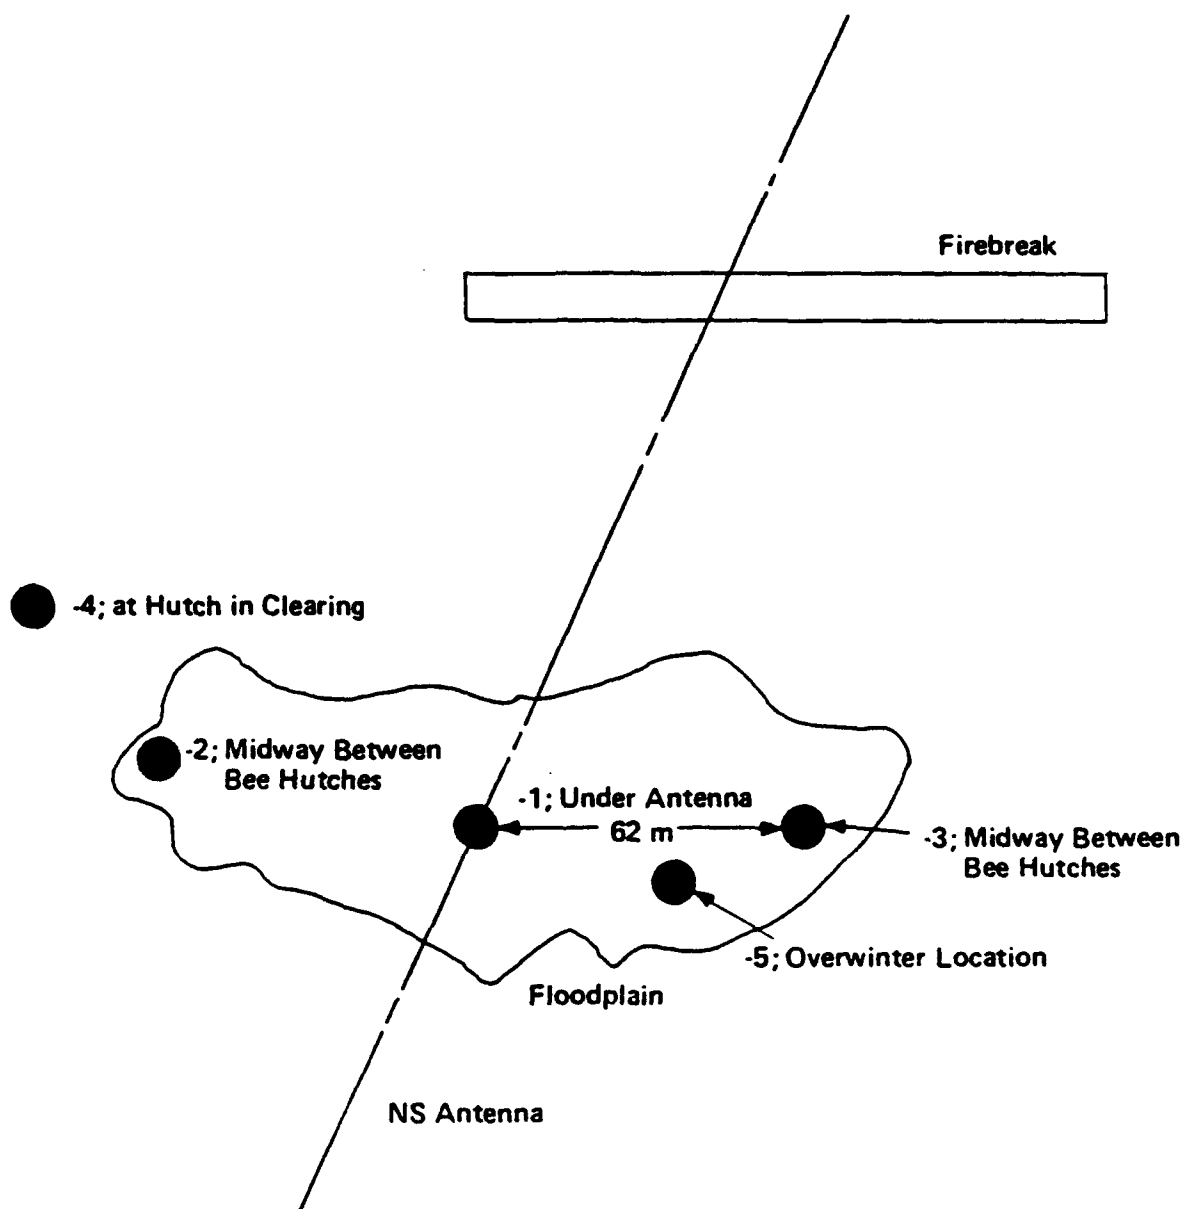 Firebreak
-4; at Hutch in Clearing
-2; Midway Between
Bee Hutches
-1; Under Antenna
62 m
-3; Midway Between
Bee Hutches
-5; Overwinter Location
Floodplain
NS Antenna